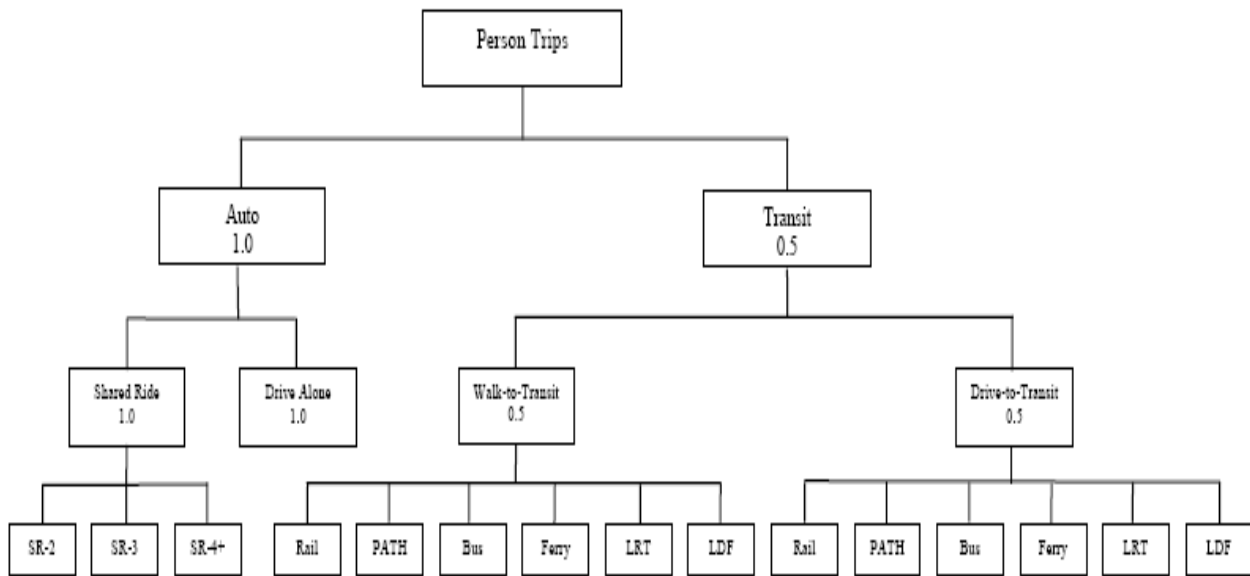 Person Trips
Auto
1.0
Transit
0.5
Shared Ride
1.0
Drive Alone
1.0
Walk-to-Transit
0.5
Drive-to-Transit
0.5
SR-2
SR-3
SR-4+
Rail
PATH
Bus
Ferry
LRT
LDF
Rail
PATH
Bus
Ferry
LRT
LDF